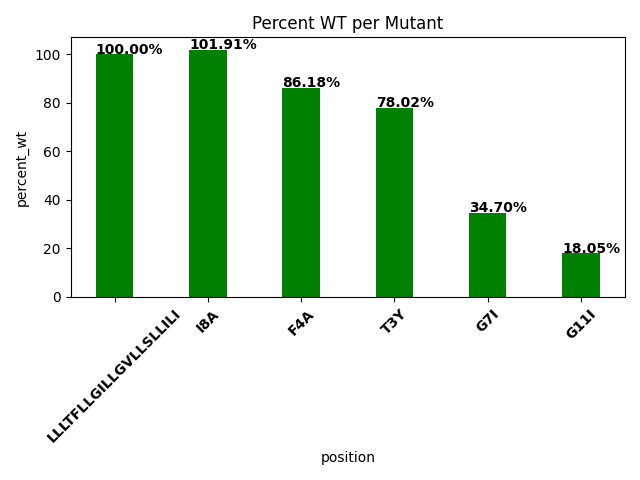 Percent WT per Mutant
percent_wt
100
80
60
40
20
0
100.00%
101.91%
86.18%
78.02%
34.70%
18.05%
LLLTFLLGILLGVLLSLLILI
I8A
F4A
T3Y
G7I
G11I
position